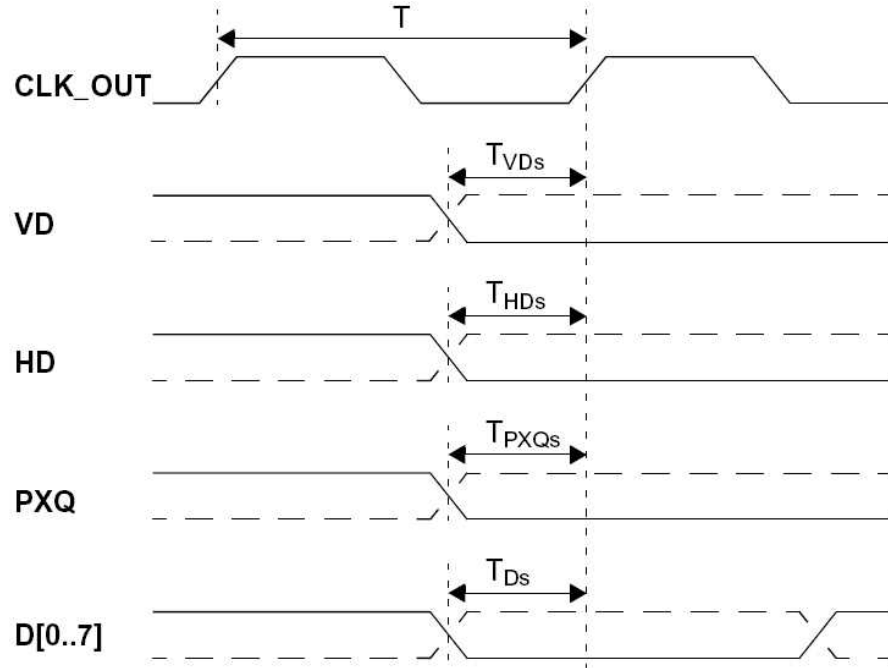 T
CLK_OUT
TVDs
VD
THDs
HD
TPXQs
PXQ
TDs
D[0..7]